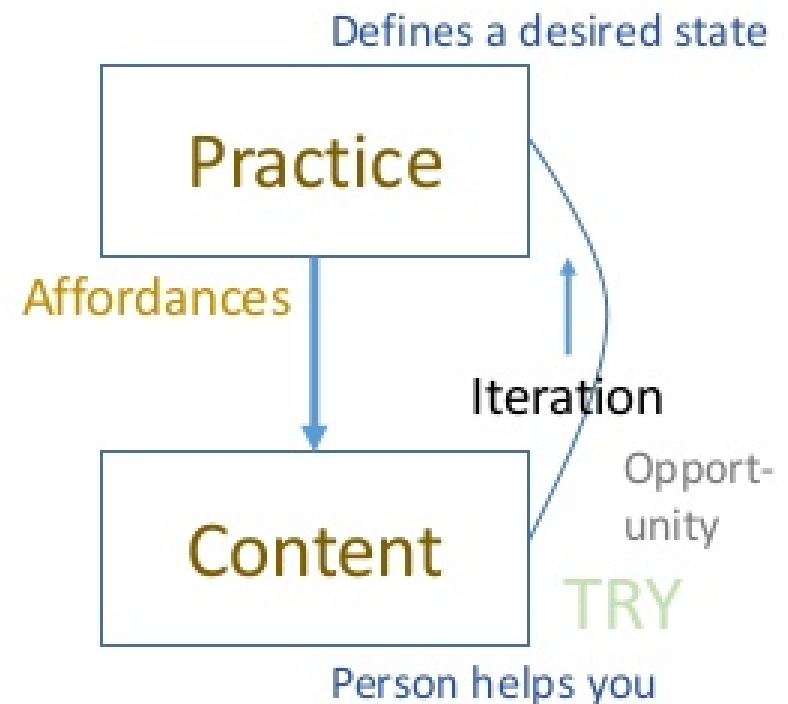 Defines a desired state
Practice
Affordances
Iteration
Opport-
unity
Content
TRY
Person helps you